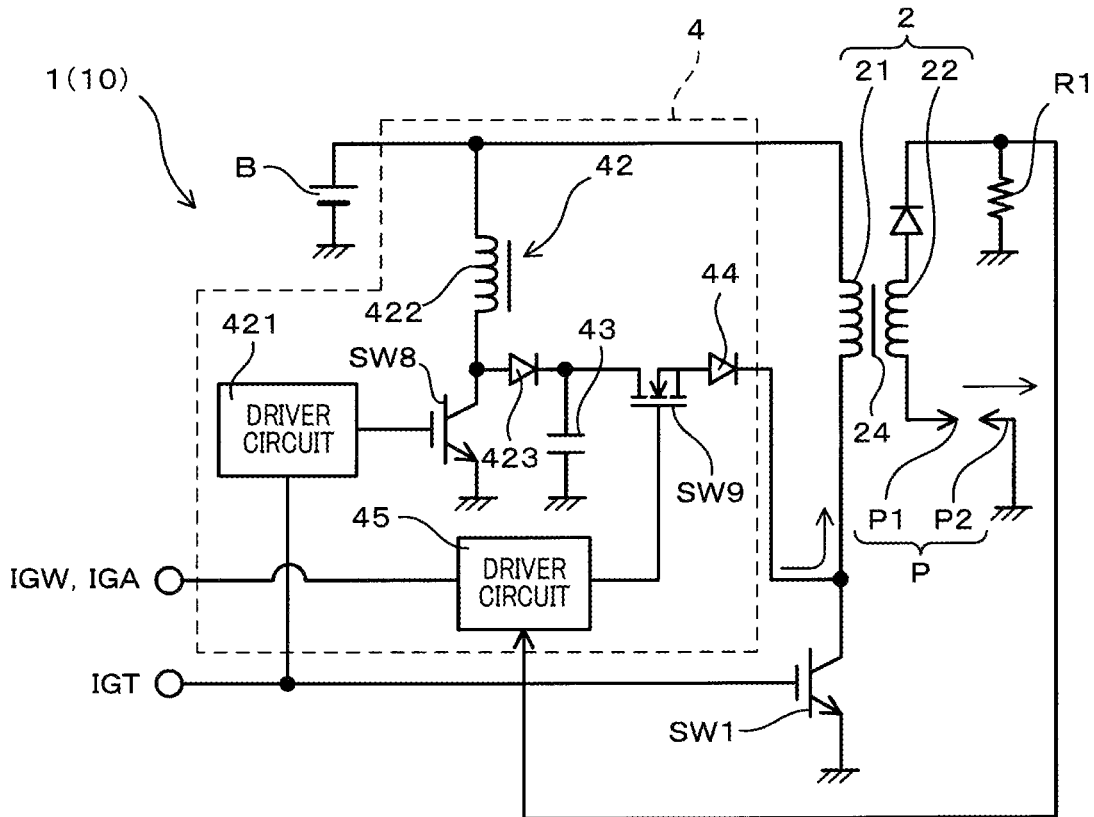 2
4
21
22
R1
1(10)
B
42
422
44
421
SW8
43
DRIVER
CIRCUIT
423
24
SW9
45
P1
P2
P
IGW, IGA
DRIVER
CIRCUIT
IGT
SW1